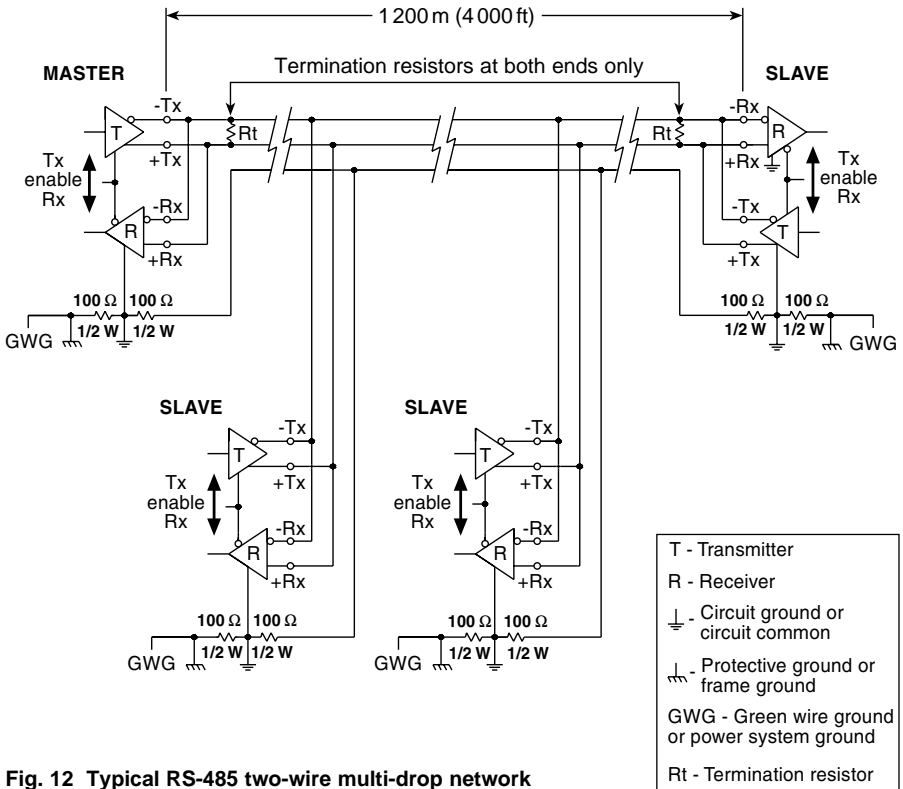 1 200 m (4 000 ft)
Termination resistors at both ends only
MASTER
SLAVE
-Tx
T
Rt
+Tx
Tx
enable
Rx
-Rx
R
+Rx
100 Ω
100 Ω
1/2 W
1/2 W
GWG
-Rx
R
Rt
+Rx
Tx
enable
Rx
-Tx
T
+Tx
100 Ω
100 Ω
1/2 W
1/2 W
GWG
SLAVE
-Tx
T
+Tx
Tx
enable
Rx
-Rx
R
+Rx
100 Ω
100 Ω
1/2 W
1/2 W
GWG
SLAVE
-Tx
T
+Tx
Tx
enable
Rx
-Rx
R
+Rx
100 Ω
100 Ω
1/2 W
1/2 W
GWG
T - Transmitter
R - Receiver
- Circuit ground or
circuit common
- Protective ground or
frame ground
GWG - Green wire ground
or power system ground
Rt - Termination resistor
Fig. 12 Typical RS-485 two-wire multi-drop network